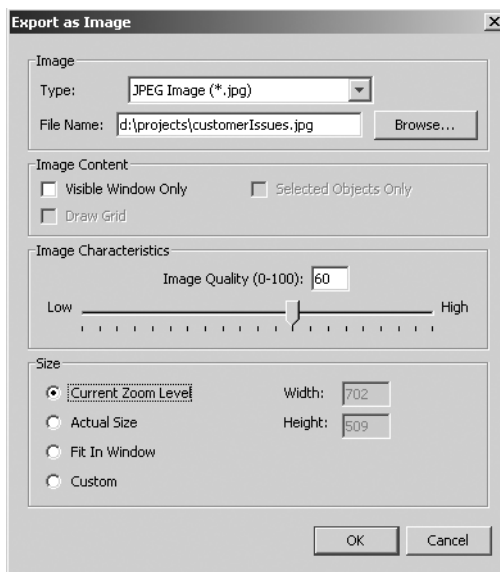 Export as Image
Image
Type: JPEG Image (*.jpg)
File Name: d:\projects\customerIssues.jpg Browse...
Image Content
Visible Window Only Selected Objects Only
Draw Grid
Image Characteristics
Image Quality (0-100): 60
Low High
Size
Current Zoom Level Width: 702
Actual Size Height: 509
Fit In Window
Custom
OK Cancel